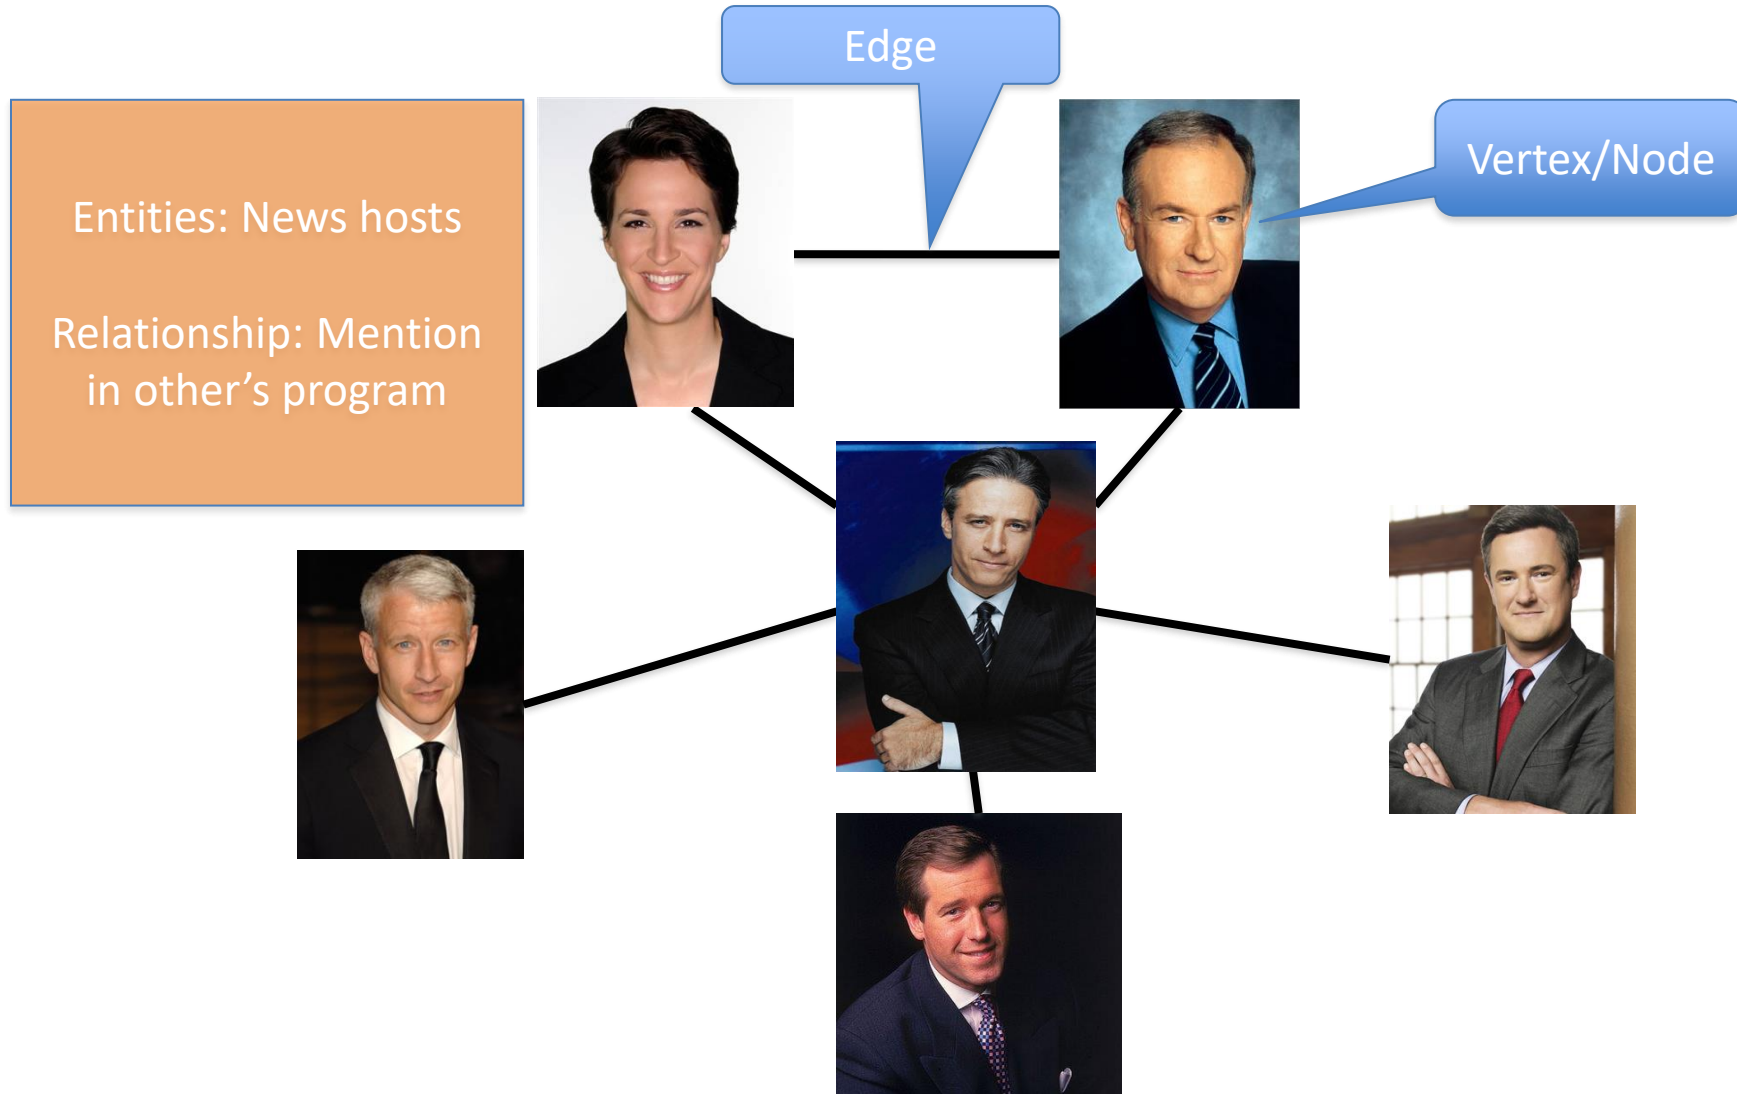 Edge
Vertex/Node
Entities: News hosts
Relationship: Mention
in other’s program